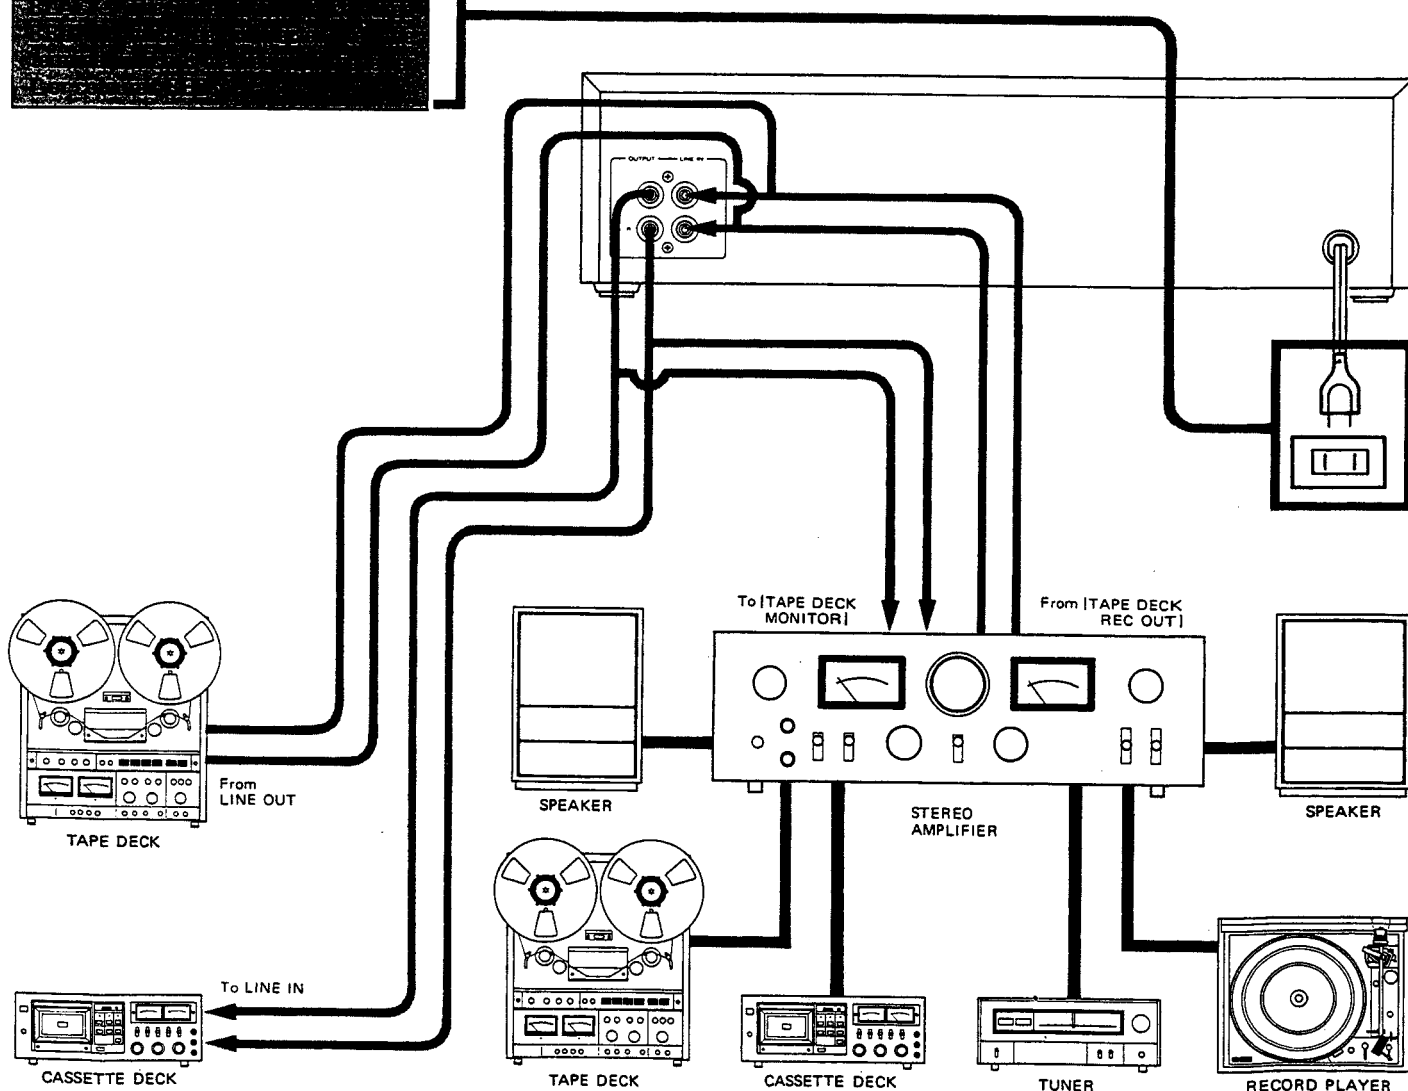 OUTPUT LINE IN
R
To [TAPE DECK
MONITOR]
From [TAPE DECK
REC OUT]
From
LINE OUT
TAPE DECK
SPEAKER
STEREO
AMPLIFIER
SPEAKER
To LINE IN
CASSETTE DECK
TAPE DECK
CASSETTE DECK
TUNER
RECORD PLAYER